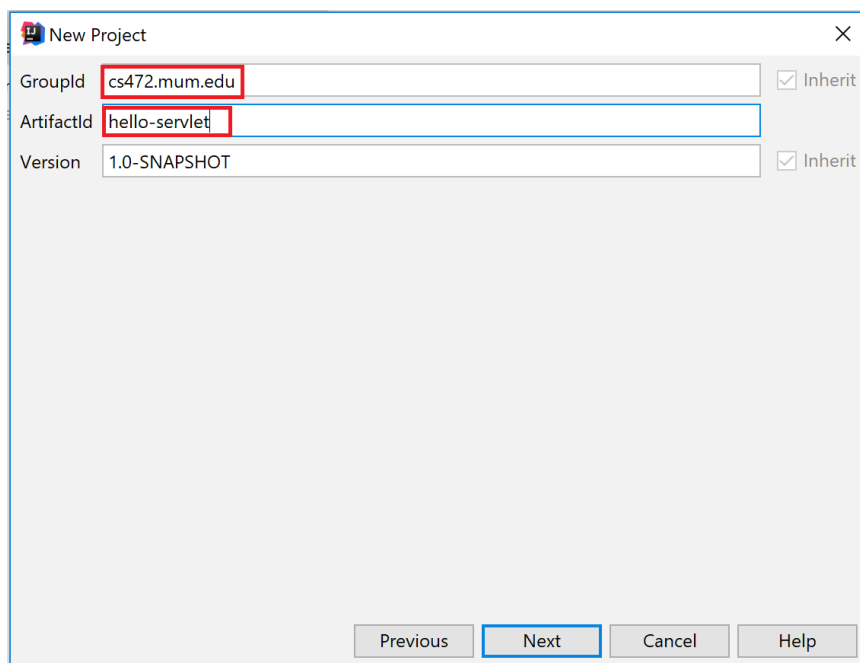 New Project
GroupId cs472.mum.edu Inherit
ArtifactId hello-servlet
Version 1.0-SNAPSHOT Inherit
Previous Next Cancel Help